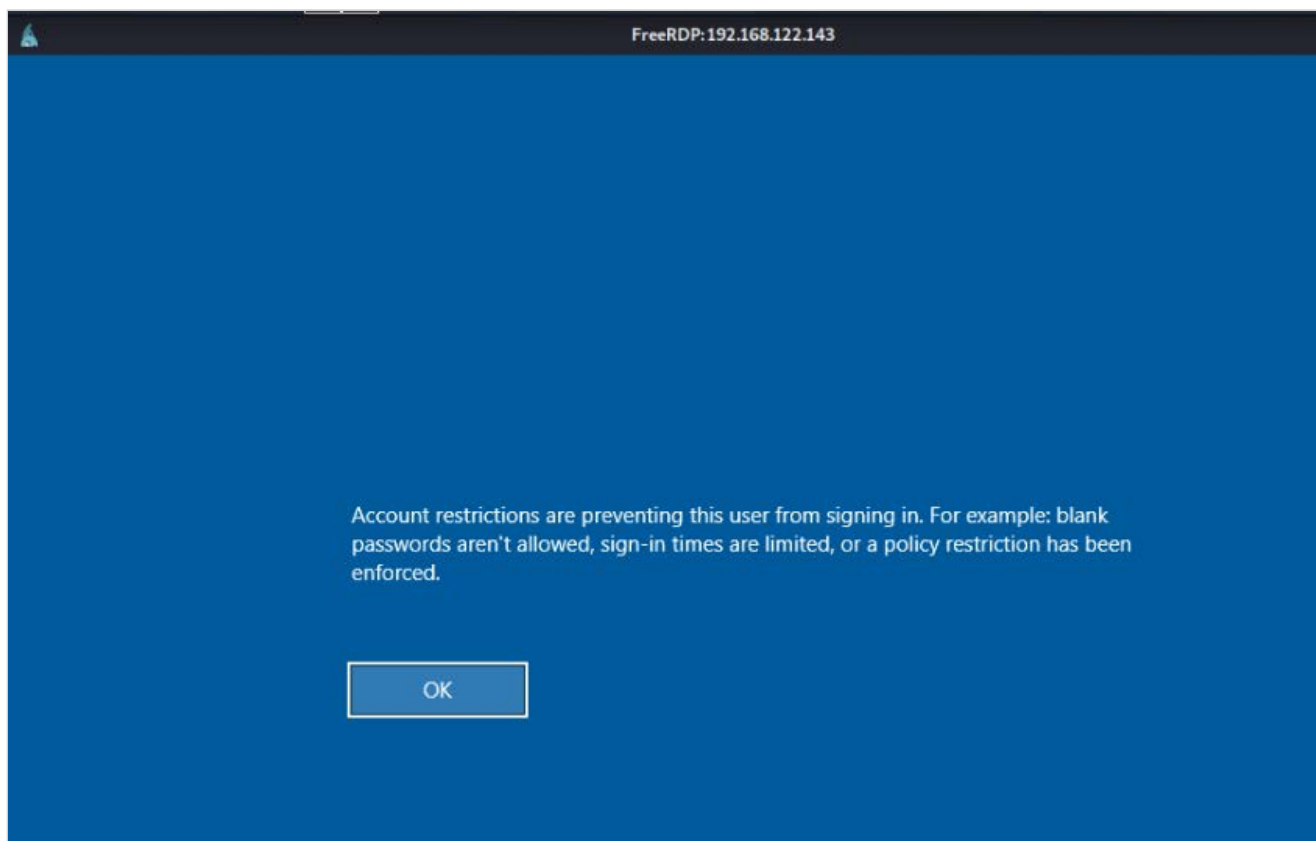 FreeRDP: 192.168.122.143
Account restrictions are preventing this user from signing in. For example: blank
passwords aren't allowed, sign-in times are limited, or a policy restriction has been
enforced.
OK